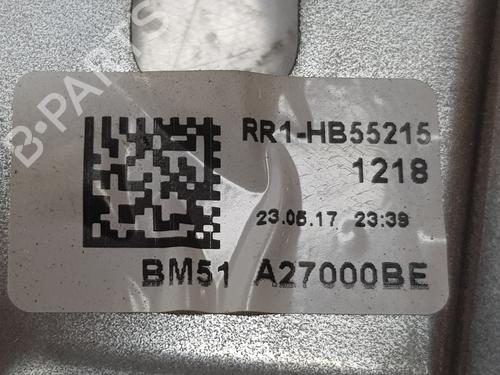 B-PARTS
RR1-HB55215
1218
23.05.17 23:39
BM51 A27000BE